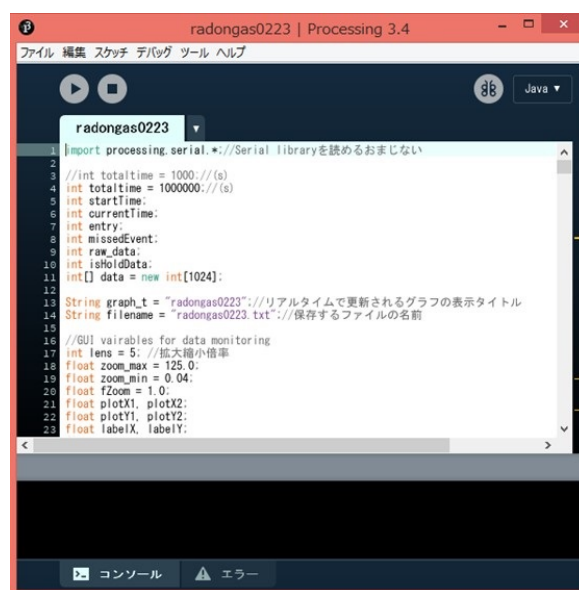 radongas0223 | Processing 3.4
ファイル 編集 スケッチ デバッグ ツール ヘルプ
Java ▼
radongas0223 ▼
1 import processing.serial.*;//Serial libraryを読めるおまじない
2
3 //int totaltime = 1000;//(s)
4 int totaltime = 1000000;//(s)
5 int startTime;
6 int currentTime;
7 int entry;
8 int missedEvent;
9 int raw_data;
10 int isHoldData;
11 int[] data = new int[1024];
12
13 String graph_t = "radongas0223";//リアルタイムで更新されるグラフの表示タイトル
14 String filename = "radongas0223.txt";//保存するファイルの名前
15
16 //GUI vairables for data monitoring
17 int lens = 5; //拡大縮小倍率
18 float zoom_max = 125.0;
19 float zoom_min = 0.04;
20 float fZoom = 1.0;
21 float plotX1, plotX2;
22 float plotY1, plotY2;
23 float labelX, labelY;
コンソール エラー